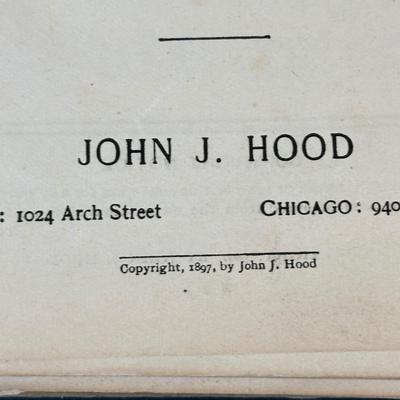 JOHN J. HOOD
: 1024 Arch Street CHICAGO: 940
Copyright, 1897, by John J. Hood